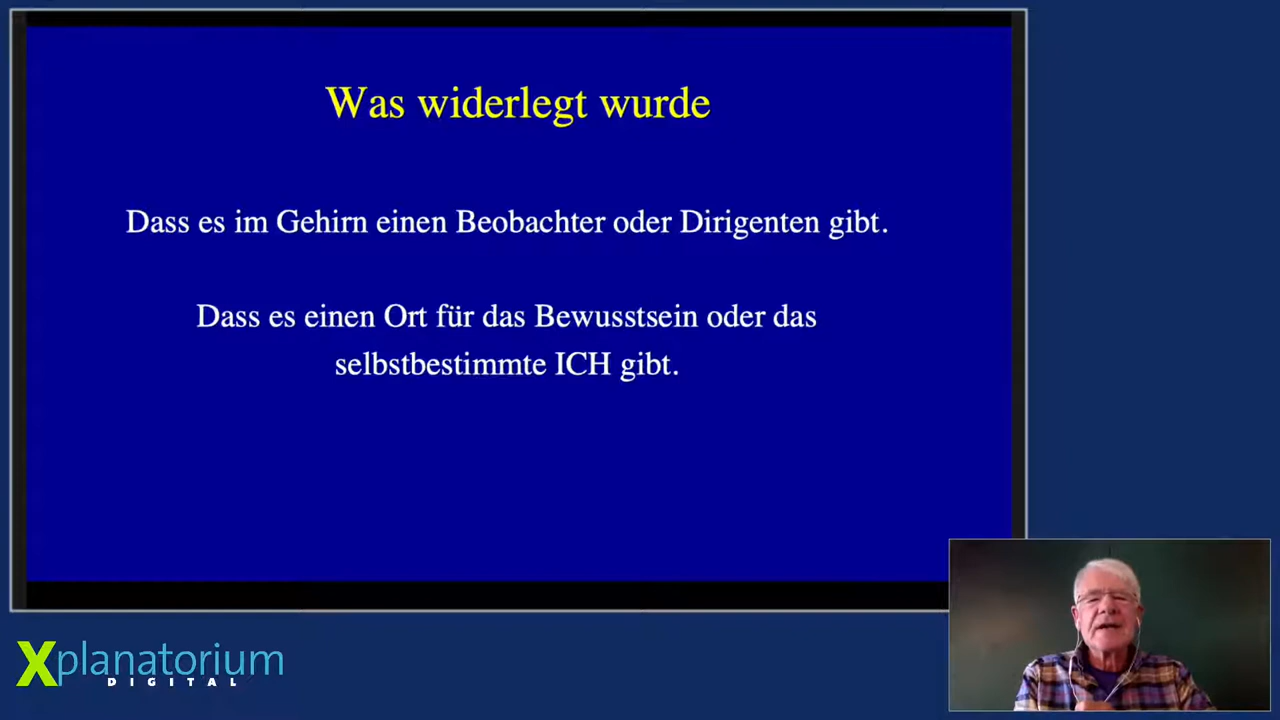 Was widerlegt wurde
Dass es im Gehirn einen Beobachter oder Dirigenten gibt.
Dass es einen Ort für das Bewusstsein oder das
selbstbestimmte ICH gibt.
Xplanatorium
DIGITAL